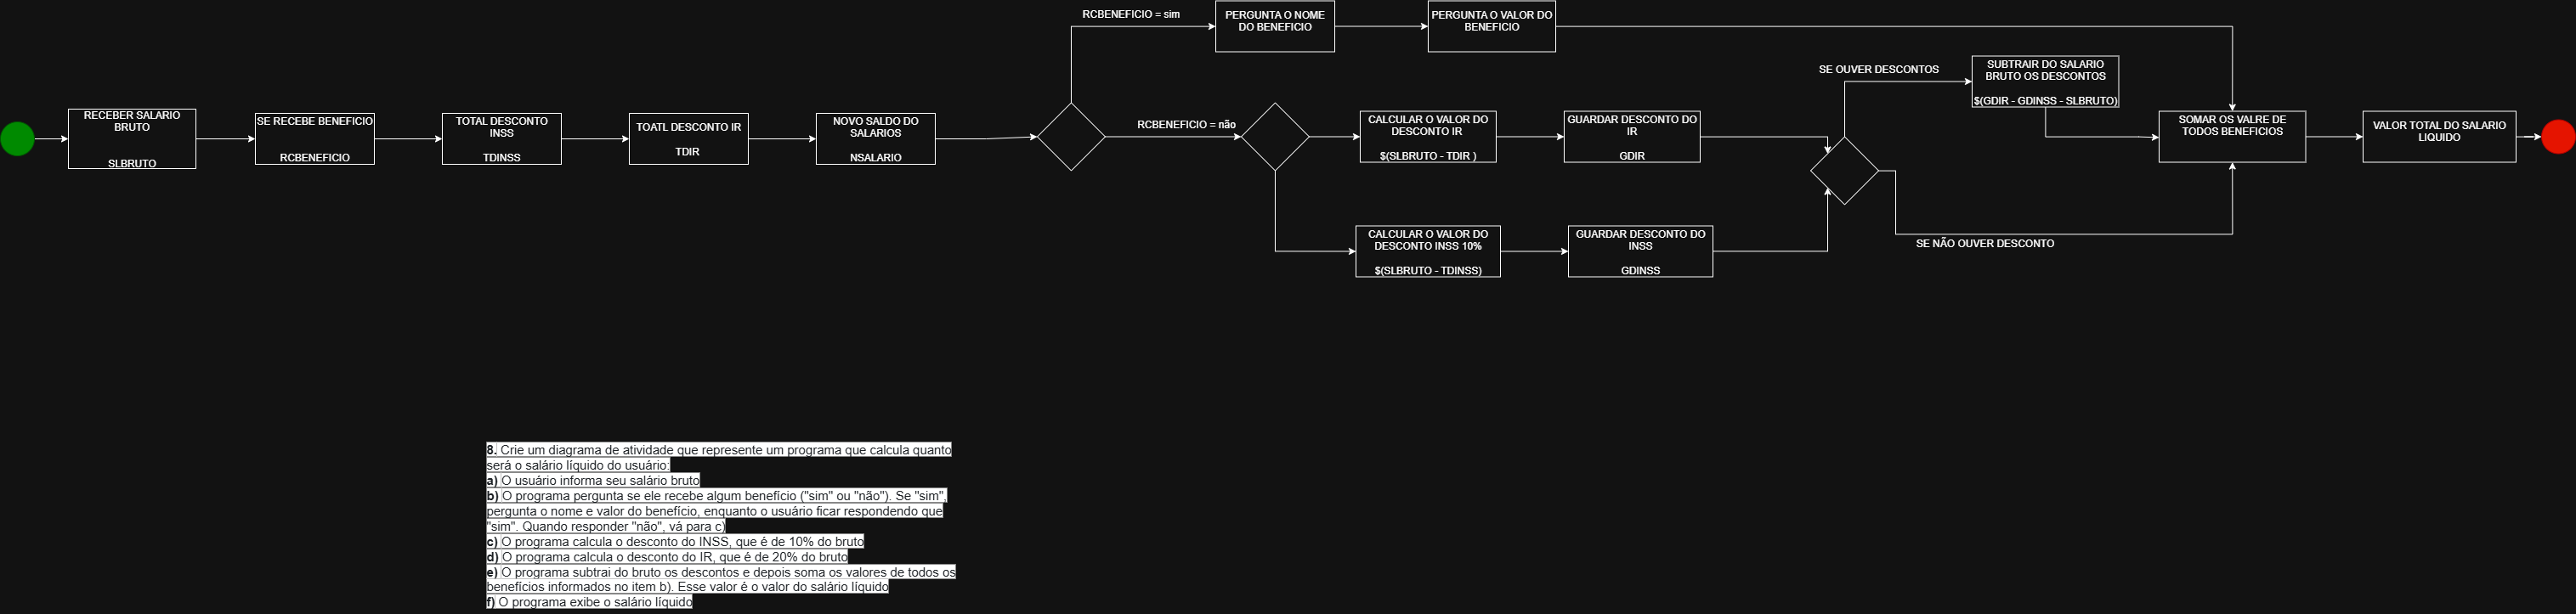 RCBENEFICIO = sim
PERGUNTA O NOME
DO BENEFICIO
PERGUNTA O VALOR DO
BENEFICIO
SE OUVER DESCONTOS
SUBTRAIR DO SALARIO
BRUTO OS DESCONTOS
$(GDIR - GDINSS - SLBRUTO)
RECEBER SALARIO
BRUTO
SLBRUTO
SE RECEBE BENEFICIO
RCBENEFICIO
TOTAL DESCONTO
INSS
TDINSS
TOATL DESCONTO IR
TDIR
NOVO SALDO DO
SALARIOS
NSALARIO
RCBENEFICIO = não
CALCULAR O VALOR DO
DESCONTO IR
$(SLBRUTO - TDIR )
GUARDAR DESCONTO DO
IR
GDIR
SOMAR OS VALRE DE
TODOS BENEFICIOS
VALOR TOTAL DO SALARIO
LIQUIDO
CALCULAR O VALOR DO
DESCONTO INSS 10%
$(SLBRUTO - TDINSS)
GUARDAR DESCONTO DO
INSS
GDINSS
SE NÃO OUVER DESCONTO
8. Crie um diagrama de atividade que represente um programa que calcula quanto
será o salário líquido do usuário:
a) O usuário informa seu salário bruto
b) O programa pergunta se ele recebe algum benefício ("sim" ou "não"). Se "sim",
pergunta o nome e valor do benefício, enquanto o usuário ficar respondendo que
"sim". Quando responder "não", vá para c)
c) O programa calcula o desconto do INSS, que é de 10% do bruto
d) O programa calcula o desconto do IR, que é de 20% do bruto
e) O programa subtrai do bruto os descontos e depois soma os valores de todos os
benefícios informados no item b). Esse valor é o valor do salário líquido
f) O programa exibe o salário líquido